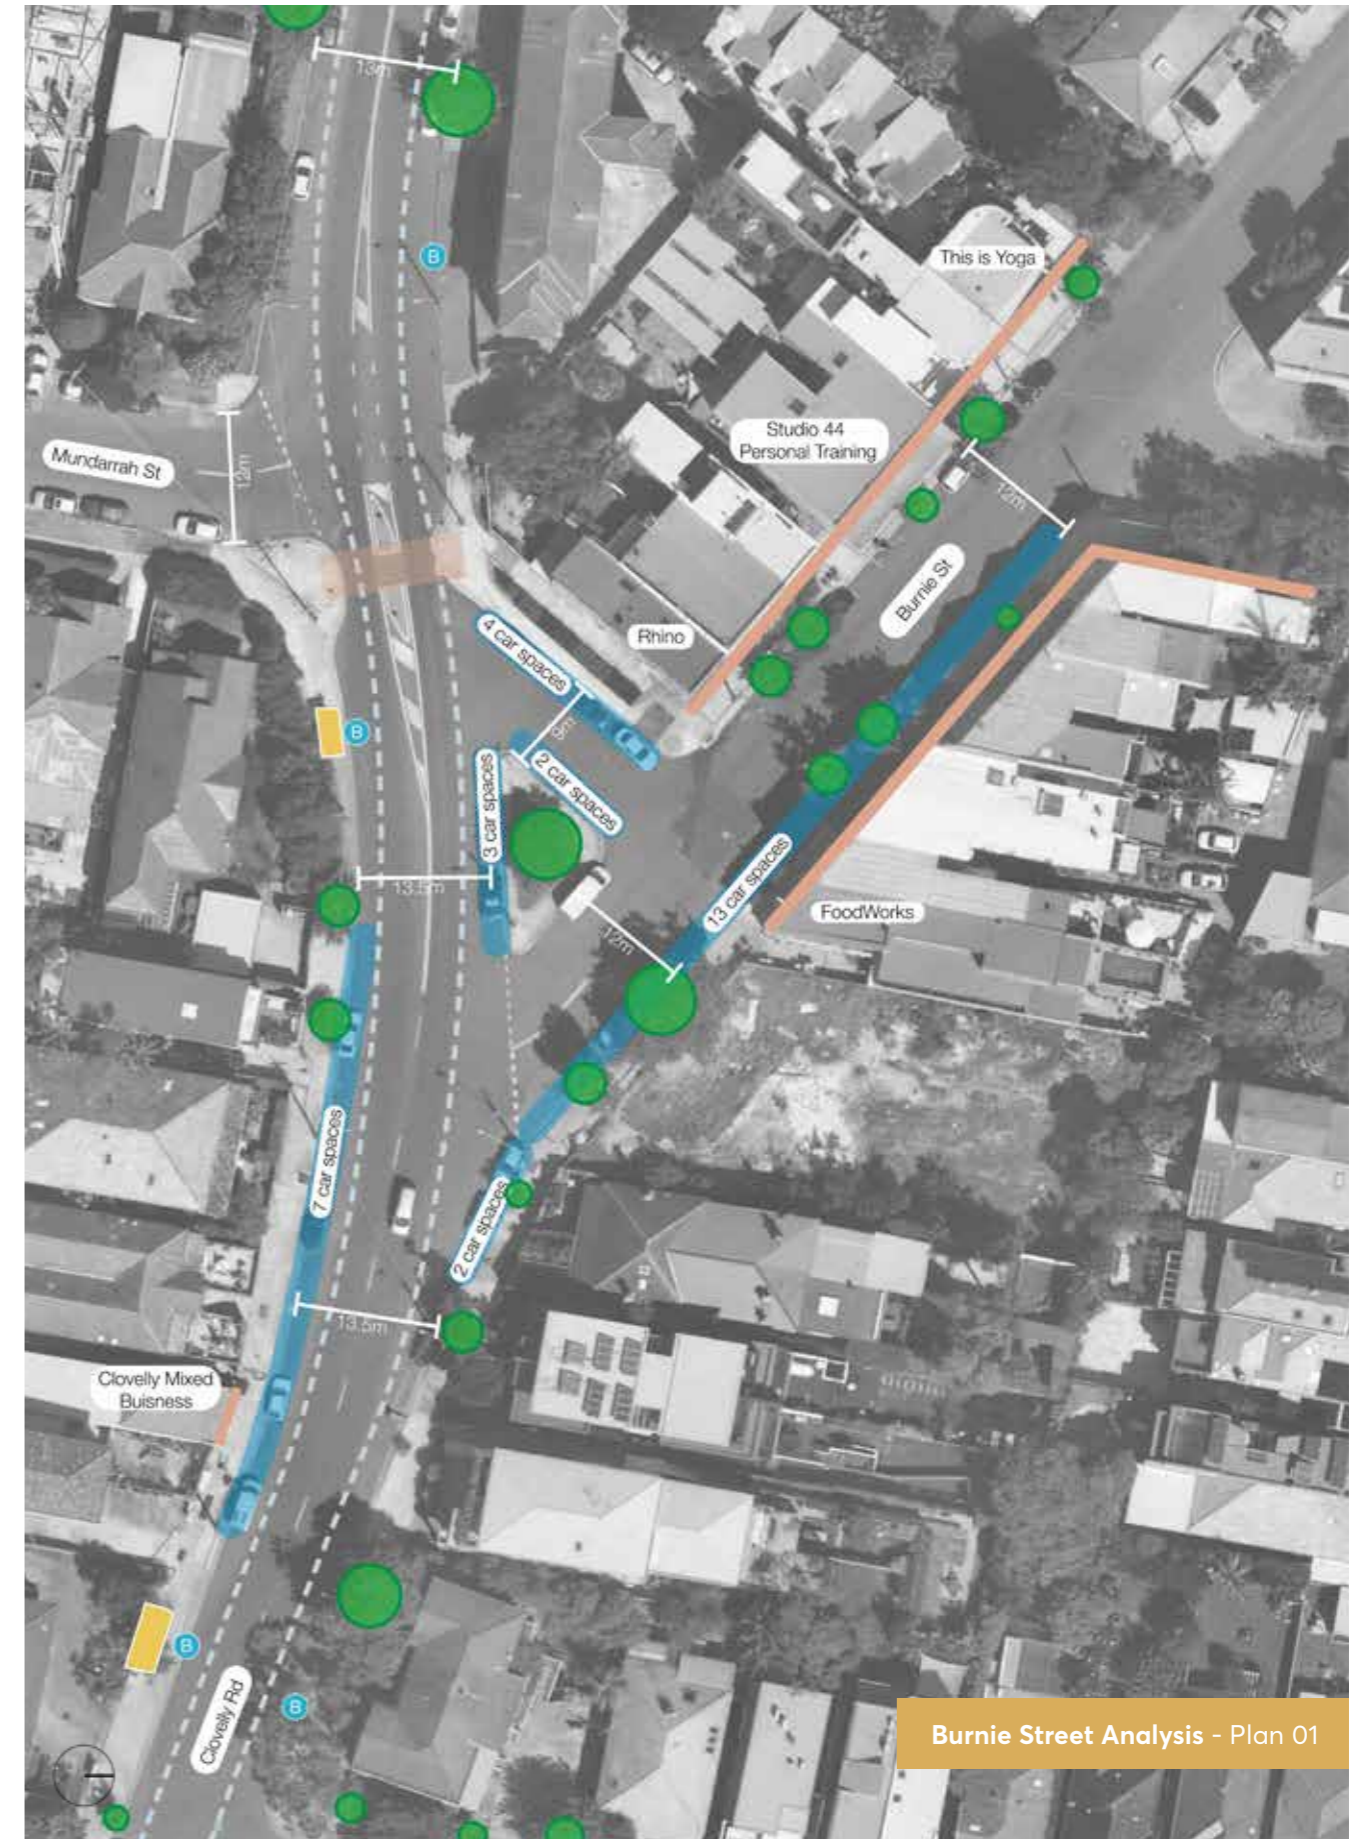 13m
B
This is Yoga
Studio 44
Personal Training
Mundarrah St
12m
12m
Burnie St
Rhino
4 car spaces
9m
B
2 car spaces
3 car spaces
13.5m
13 car spaces
FoodWorks
12m
7 car spaces
2 car spaces
13.5m
Clovelly Mixed
Buisness
B
Clovelly Rd
B
Burnie Street Analysis - Plan 01